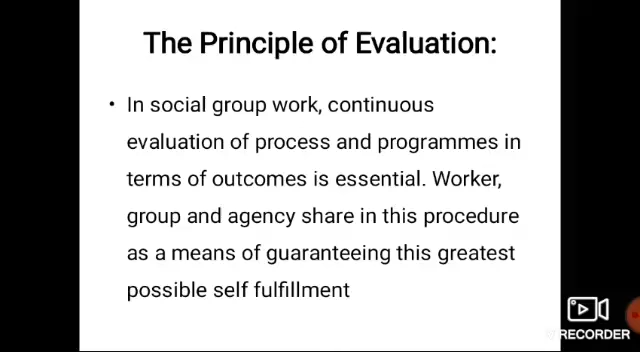 The Principle of Evaluation:
• In social group work, continuous
evaluation of process and programmes in
terms of outcomes is essential. Worker,
group and agency share in this procedure
as a means of guaranteeing this greatest
possible self fulfillment
RECORDER